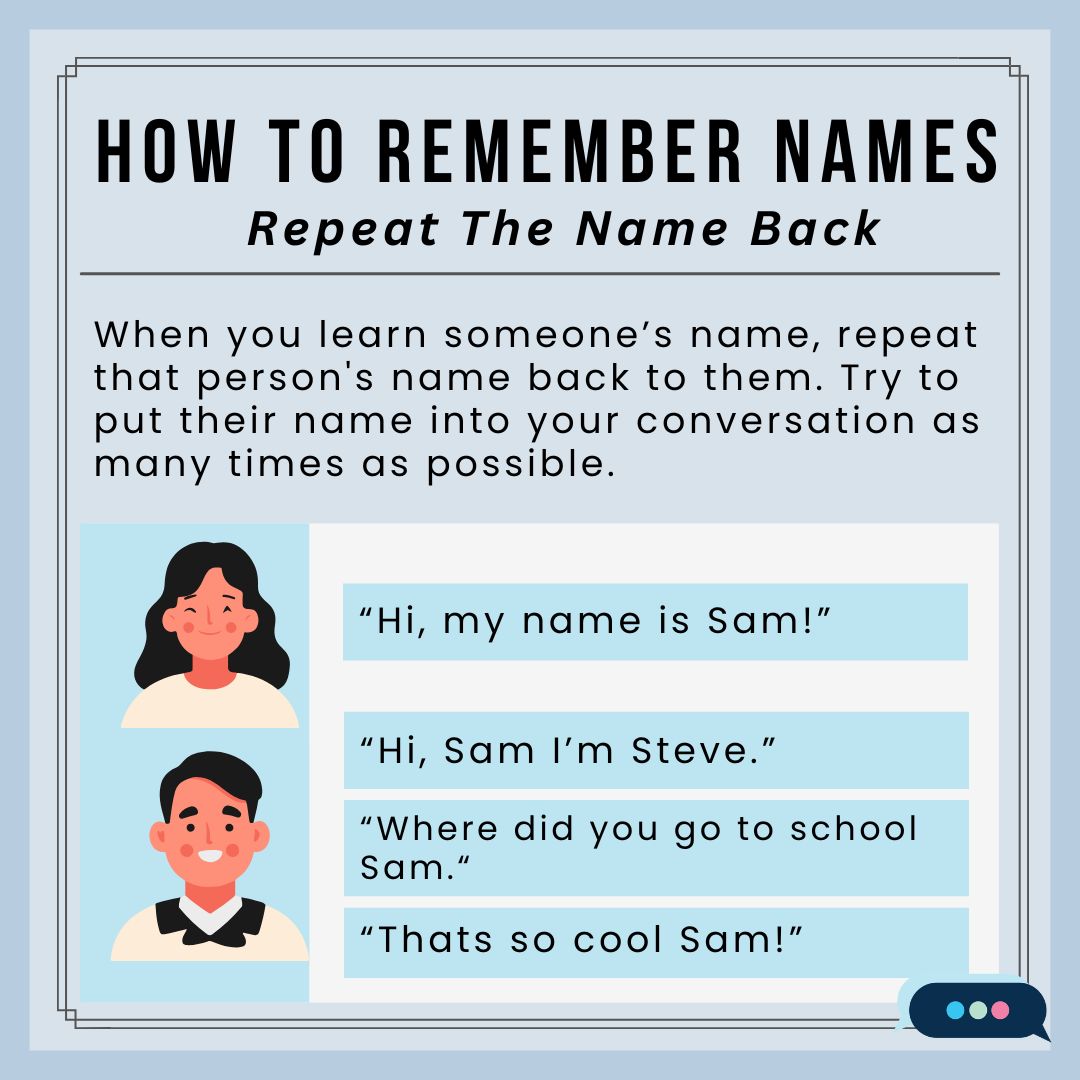 HOW TO REMEMBER NAMES
Repeat The Name Back
When you learn someone’s name, repeat
that person's name back to them. Try to
put their name into your conversation as
many times as possible.
“Hi, my name is Sam!”
“Hi, Sam I’m Steve.”
“Where did you go to school
Sam.“
“Thats so cool Sam!”